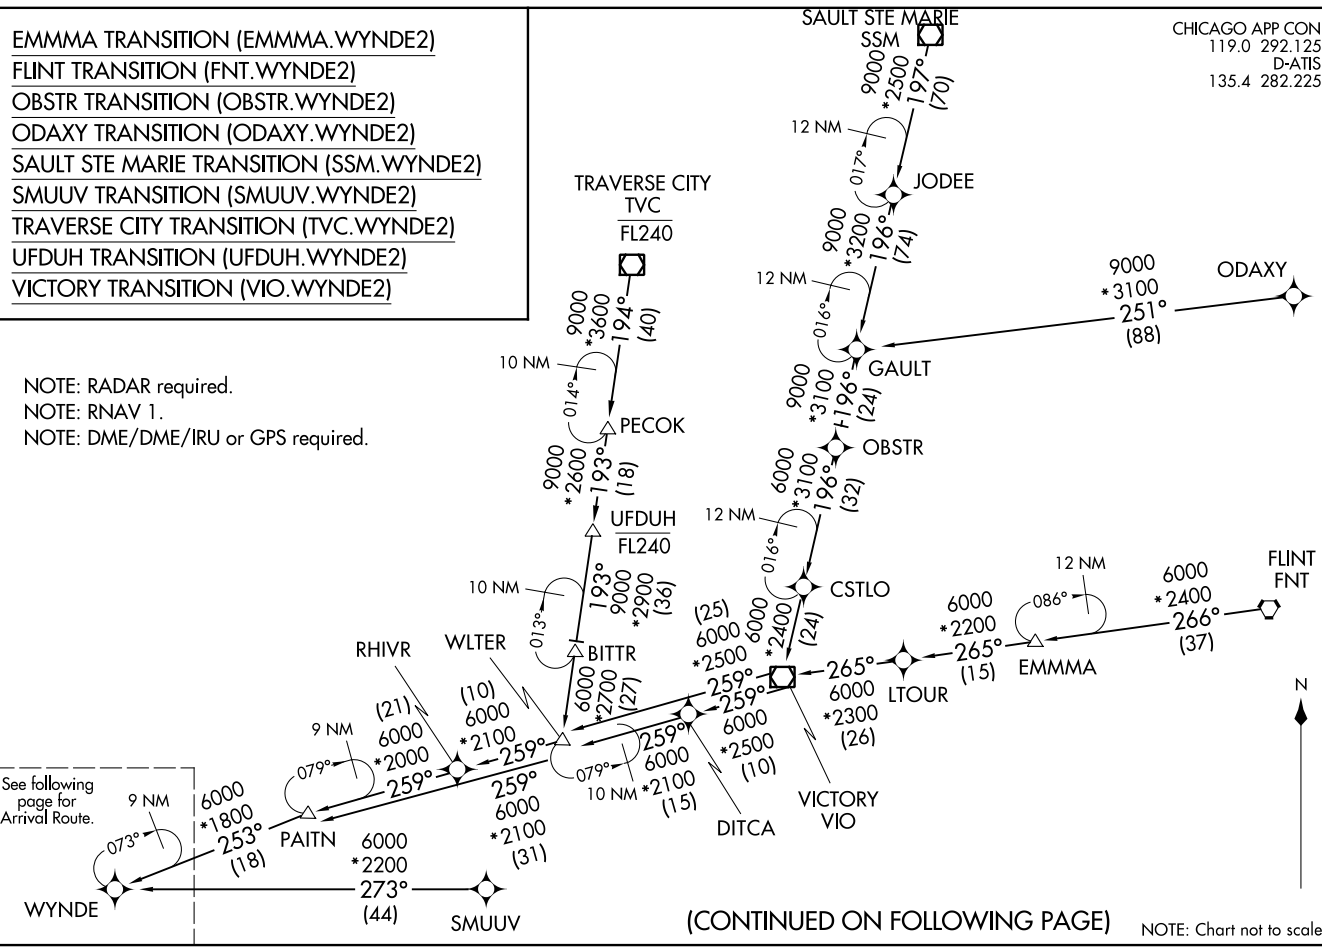 EMMMA TRANSITION (EMMMA.WYNDE2)
FLINT TRANSITION (FNT.WYNDE2)
OBSTR TRANSITION (OBSTR.WYNDE2)
ODAXY TRANSITION (ODAXY.WYNDE2)
SAULT STE MARIE TRANSITION (SSM.WYNDE2)
SMUUV TRANSITION (SMUUV.WYNDE2)
TRAVERSE CITY TRANSITION (TVC.WYNDE2)
UFDUH TRANSITION (UFDUH.WYNDE2)
VICTORY TRANSITION (VIO.WYNDE2)
NOTE: RADAR required.
NOTE: RNAV 1.
NOTE: DME/DME/IRU or GPS required.
CHICAGO APP CON
119.0 292.125
D-ATIS
135.4 282.225
SAULT STE MARIE
SSM
9000
*2500
197°
(70)
12 NM
017°
JODEE
9000
*3200
196°
(74)
12 NM
016°
GAULT
9000
*3100
251°
(88)
ODAXY
9000
*3100
196°
(24)
OBSTR
6000
*3100
196°
(32)
12 NM
016°
CSTLO
6000
*2400
(24)
TRAVERSE CITY
TVC
FL240
9000
*3600
194°
(40)
10 NM
014°
PECOK
9000
*2600
193°
(18)
UFDUH
FL240
193°
9000
*2900
(36)
10 NM
013°
BITTR
6000
*2700
(27)
FLINT
FNT
6000
*2400
266°
(37)
12 NM
086°
EMMMA
6000
*2200
265°
(15)
LTOUR
265°
6000
*2300
(26)
VICTORY
VIO
(25)
6000
*2500
259°
259°
6000
*2500
(10)
DITCA
259°
6000
*2100
(15)
079°
10 NM
WLTER
(10)
6000
*2100
259°
RHIVR
(21)
6000
*2000
259°
259°
6000
*2100
(31)
9 NM
079°
PAITN
6000
*1800
253°
(18)
9 NM
073°
WYNDE
6000
*2200
273°
(44)
SMUUV
See following
page for
Arrival Route.
N
(CONTINUED ON FOLLOWING PAGE)
NOTE: Chart not to scale